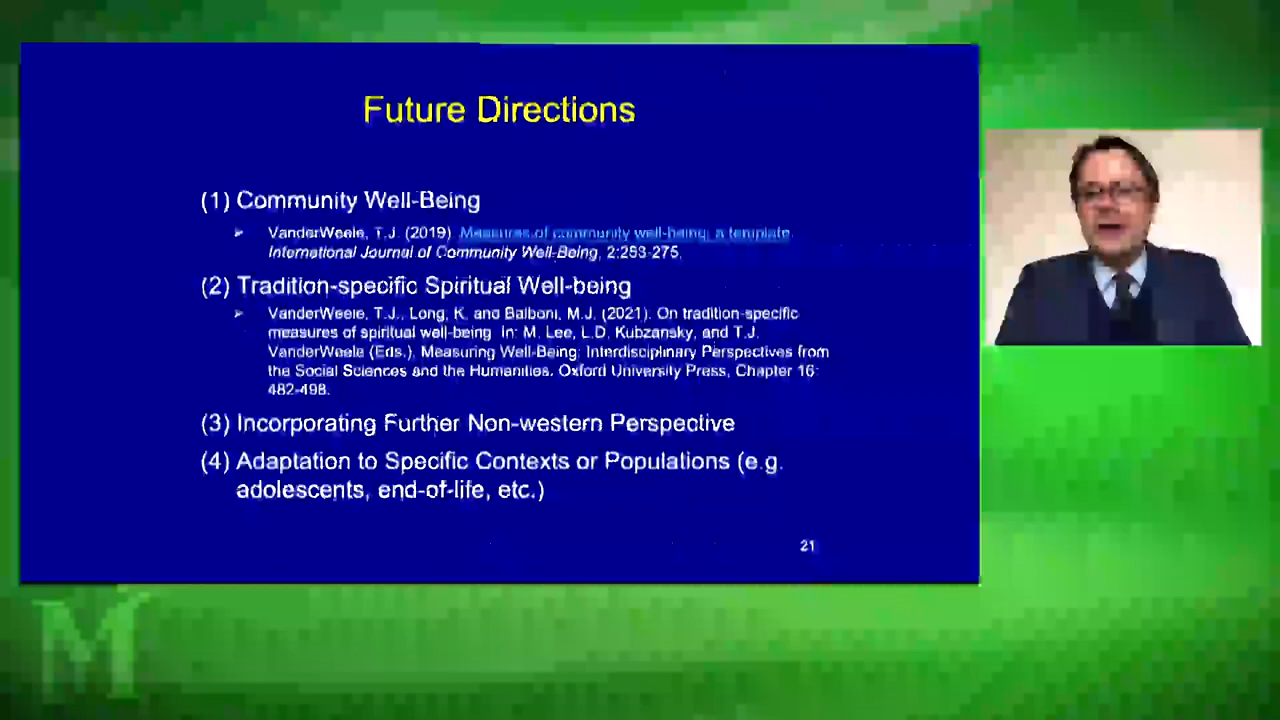 Future Directions
(1) Community Well-Being
➢ VanderWeele, T.J. (2019). Measures of community well-being: a template.
International Journal of Community Well-Being, 2:253-275.
(2) Tradition-specific Spiritual Well-being
➢ VanderWeele, T.J., Long, K. and Balboni, M.J. (2021). On tradition-specific
measures of spiritual well-being. In: M. Lee, L.D. Kubzansky, and T.J.
VanderWeele (Eds.). Measuring Well-Being: Interdisciplinary Perspectives from
the Social Sciences and the Humanities. Oxford University Press, Chapter 16:
482-498.
(3) Incorporating Further Non-western Perspective
(4) Adaptation to Specific Contexts or Populations (e.g.
adolescents, end-of-life, etc.)
21
M